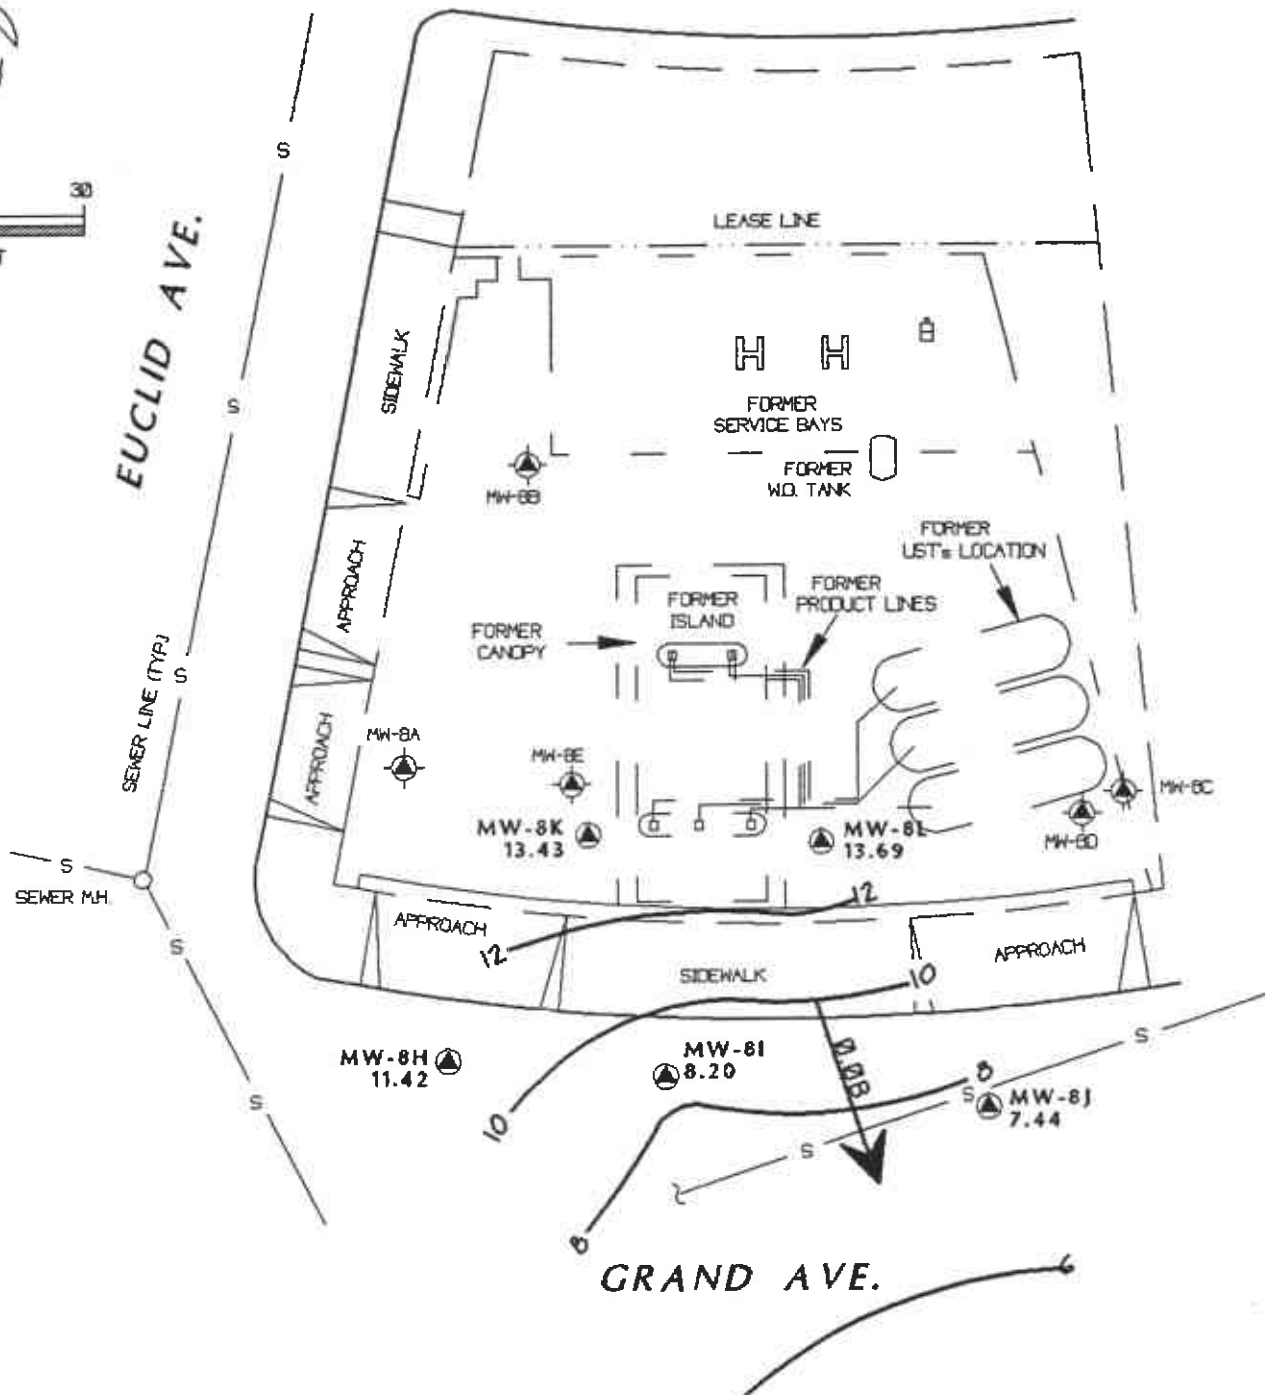 30
S
EUCLID AVE.
LEASE LINE
SIDEWALK
S
FORMER
SERVICE BAYS
FORMER
W.O. TANK
MW-8B
FORMER
UST's LOCATION
APPROACH
FORMER
PRODUCT LINES
FORMER
ISLAND
FORMER
CANOPY
SEWER LINE (TYP.)
S
APPROACH
MW-8A
MW-8E
MW-8C
MW-8D
MW-8K
13.43
MW-8L
13.69
S
SEWER M.H.
12
APPROACH
12
S
SIDEWALK
10
APPROACH
S
MW-8H
11.42
MW-8I
8.20
0.08
8
S
MW-8J
7.44
S
10
S
8
GRAND AVE.
6